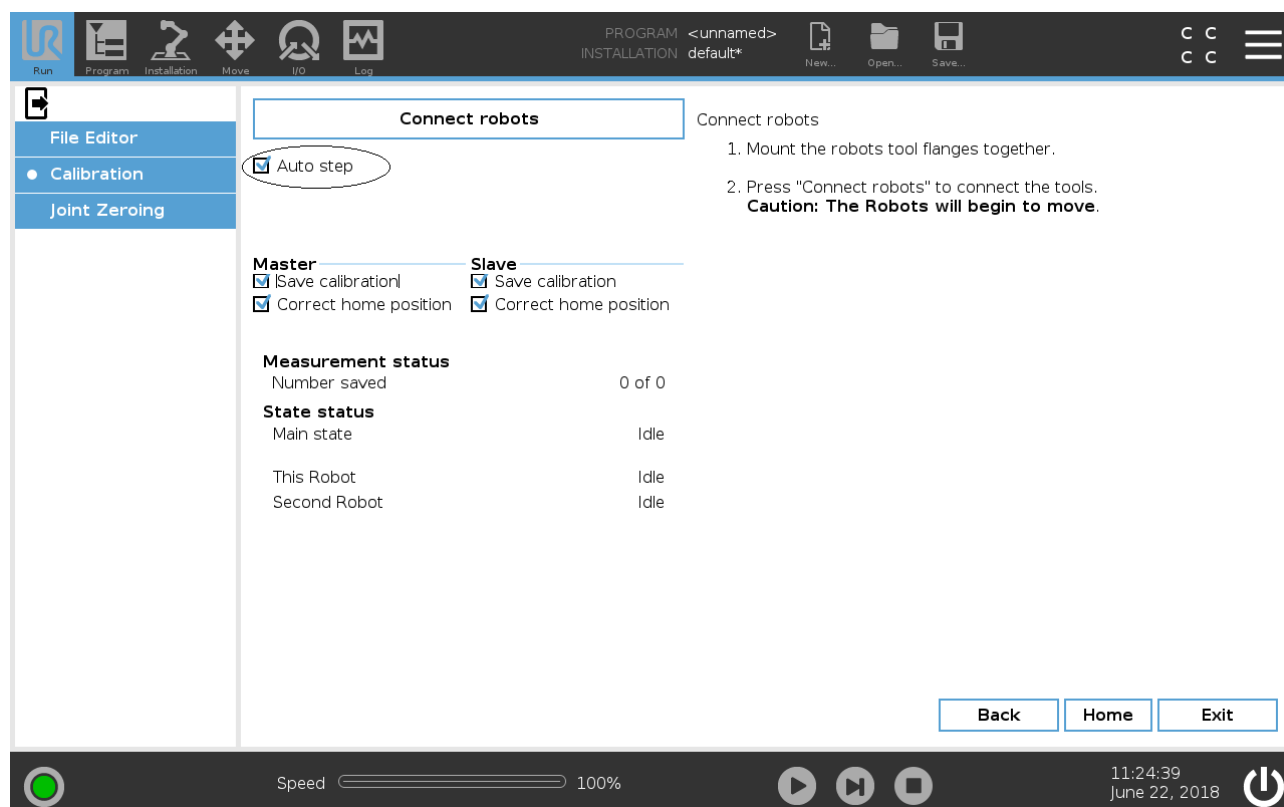 UR
Run
Program
Installation
Move
I/O
Log
PROGRAM <unnamed>
INSTALLATION default*
New...
Open...
Save...
C C
C C
File Editor
Calibration
Joint Zeroing
Connect robots
Auto step
Master
Save calibration
Correct home position
Slave
Save calibration
Correct home position
Measurement status
Number saved 0 of 0
State status
Main state Idle
This Robot Idle
Second Robot Idle
Connect robots
1. Mount the robots tool flanges together.
2. Press "Connect robots" to connect the tools.
Caution: The Robots will begin to move.
Back
Home
Exit
Speed 100%
11:24:39
June 22, 2018